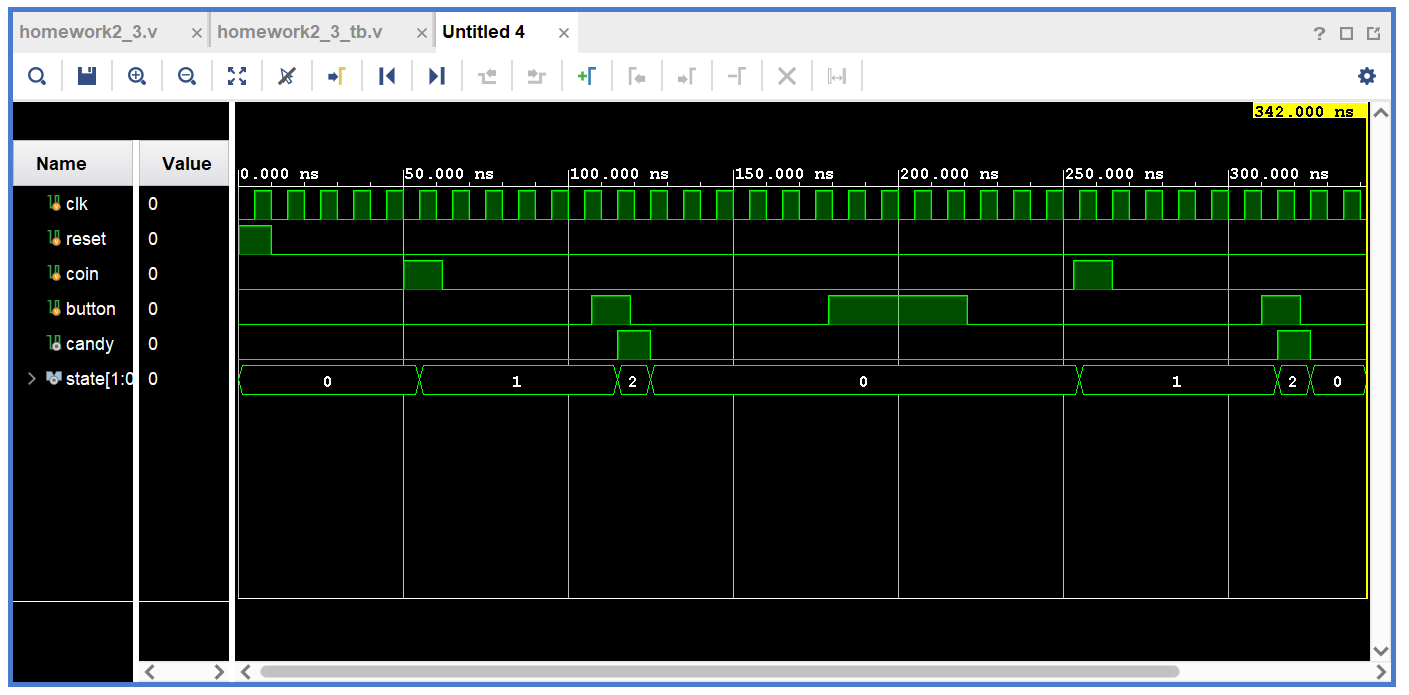 homework2_3.v × homework2_3_tb.v × Untitled 4 ×
?
342.000 ns
Name Value
0.000 ns 50.000 ns 100.000 ns 150.000 ns 200.000 ns 250.000 ns 300.000 ns
clk 0
reset 0
coin 0
button 0
candy 0
state[1:0 0 0 1 2 0 1 2 0